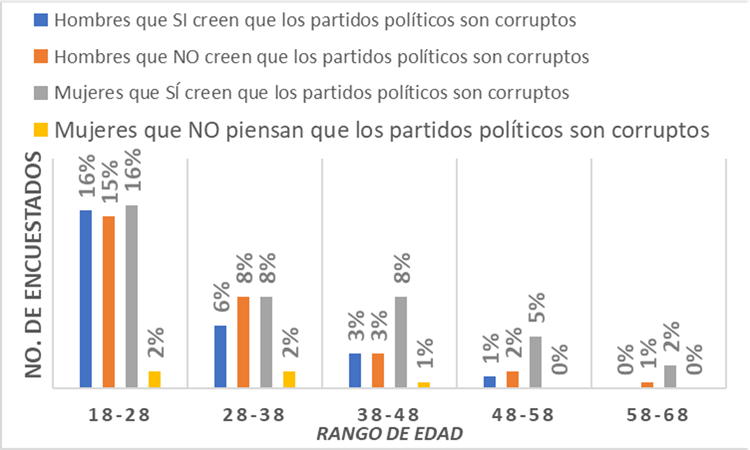 Hombres que SI creen que los partidos políticos son corruptos
Hombres que NO creen que los partidos políticos son corruptos
Mujeres que SÍ creen que los partidos políticos son corruptos
Mujeres que NO piensan que los partidos políticos son corruptos
NO. DE ENCUESTADOS
16% 15% 16% 2%
6% 8% 8% 2%
3% 3% 8% 1%
1% 2% 5% 0%
0% 1% 2% 0%
18-28 28-38 38-48 48-58 58-68
RANGO DE EDAD